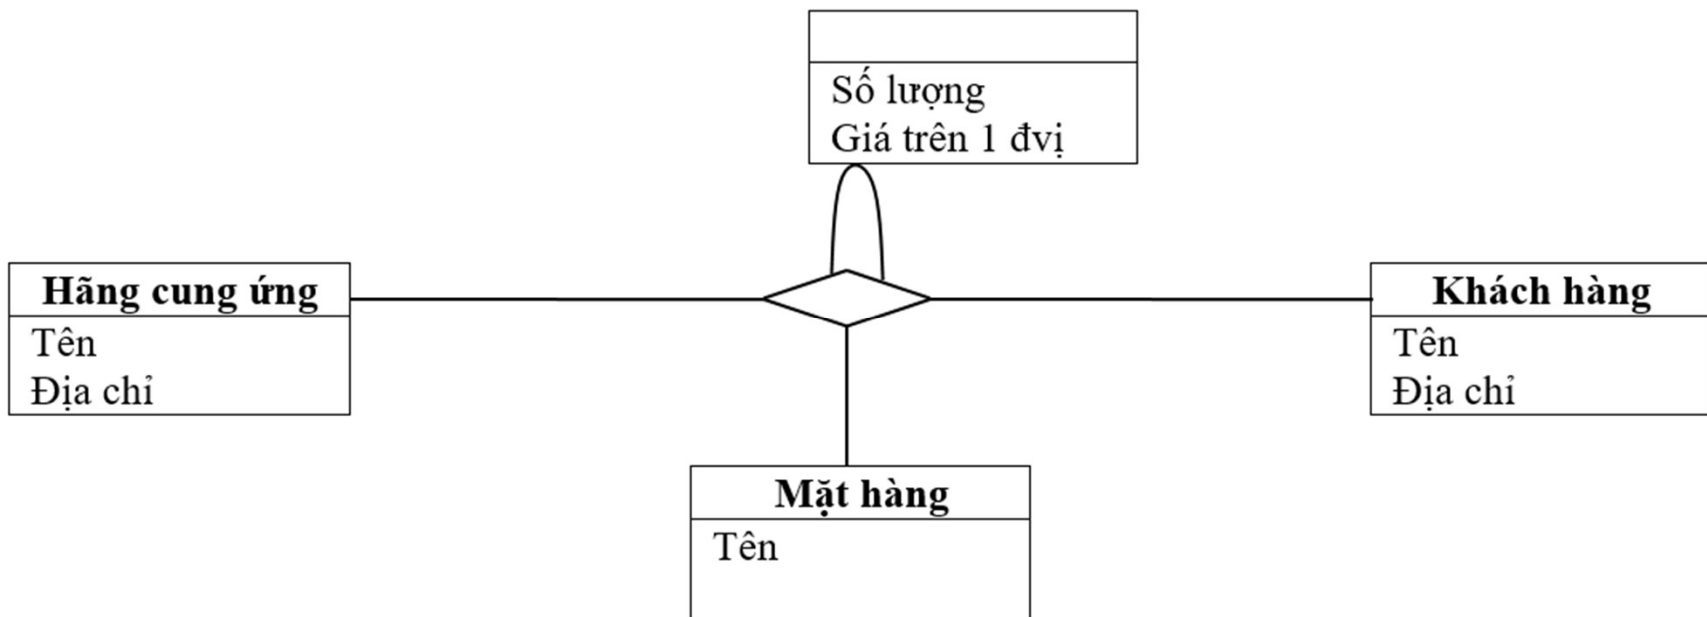 Số lượng
Giá trên 1 đvị
Hãng cung ứng
Tên
Địa chỉ
Khách hàng
Tên
Địa chỉ
Mặt hàng
Tên